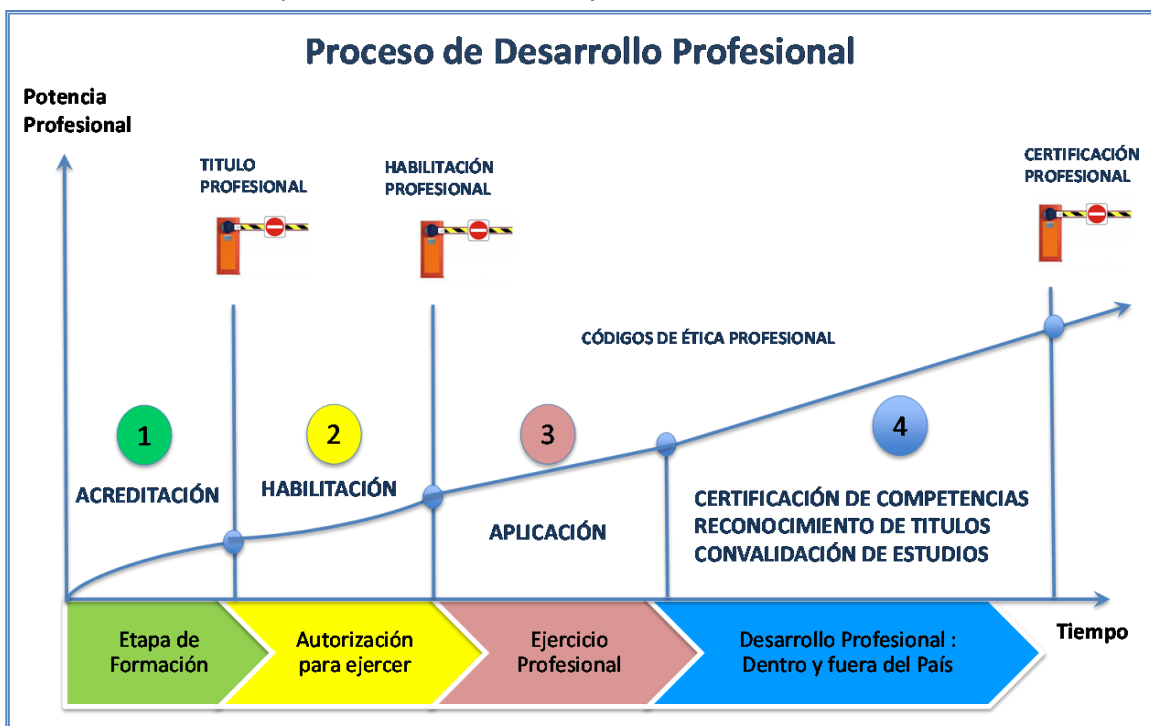 Proceso de Desarrollo Profesional
Potencia
Profesional
TITULO
PROFESIONAL
HABILITACIÓN
PROFESIONAL
CERTIFICACIÓN
PROFESIONAL
CÓDIGOS DE ÉTICA PROFESIONAL
1
2
3
4
ACREDITACIÓN
HABILITACIÓN
APLICACIÓN
CERTIFICACIÓN DE COMPETENCIAS
RECONOCIMIENTO DE TITULOS
CONVALIDACIÓN DE ESTUDIOS
Etapa de
Formación
Autorización
para ejercer
Ejercicio
Profesional
Desarrollo Profesional :
Dentro y fuera del País
Tiempo